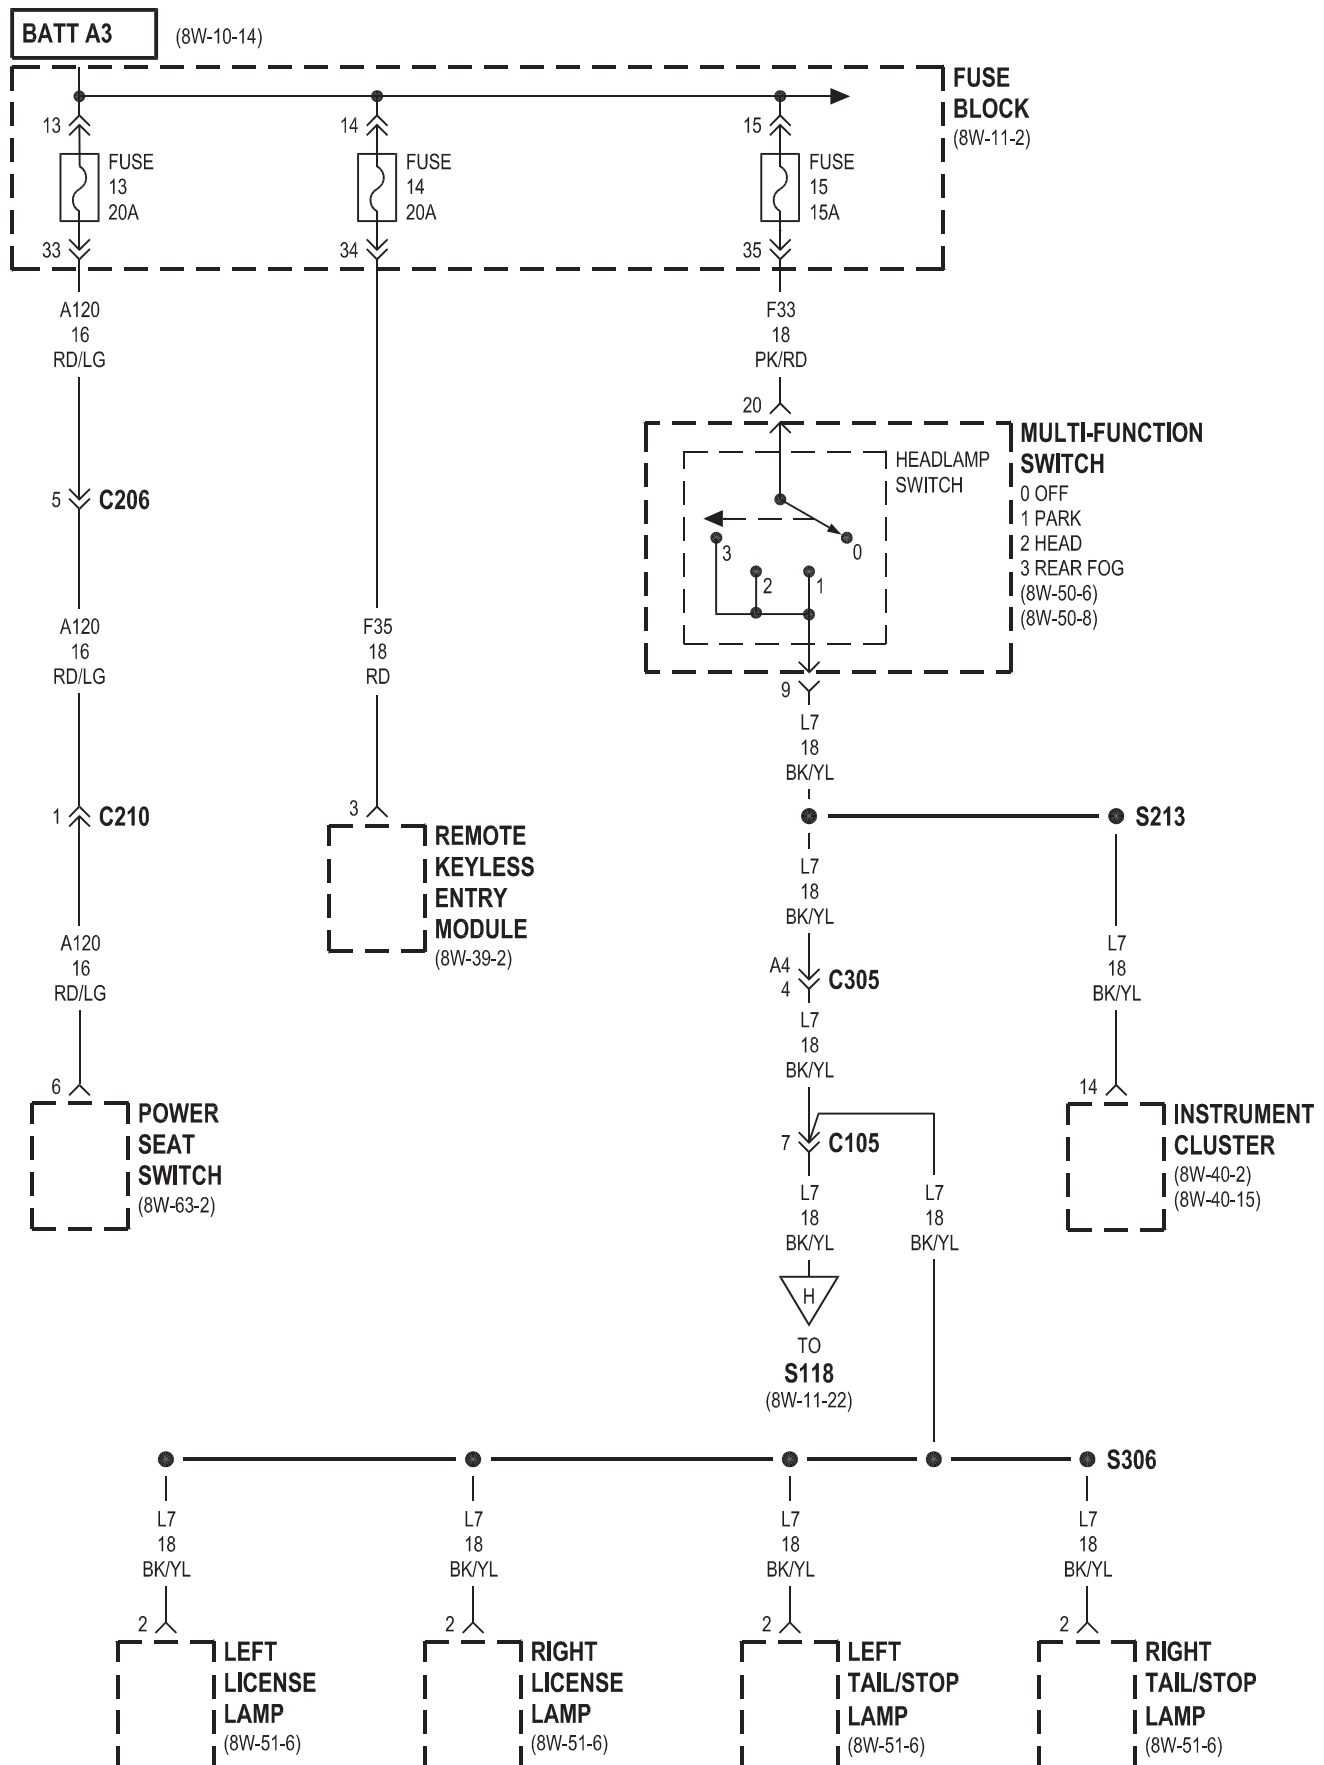 BATT A3
(8W-10-14)
FUSE
BLOCK
(8W-11-2)
13
FUSE
13
20A
33
14
FUSE
14
20A
34
15
FUSE
15
15A
35
A120
16
RD/LG
F33
18
PK/RD
20
MULTI-FUNCTION
SWITCH
0 OFF
1 PARK
2 HEAD
3 REAR FOG
(8W-50-6)
(8W-50-8)
HEADLAMP
SWITCH
3
2
1
0
5
C206
A120
16
RD/LG
F35
18
RD
9
L7
18
BK/YL
1
C210
3
REMOTE
KEYLESS
ENTRY
MODULE
(8W-39-2)
S213
L7
18
BK/YL
A120
16
RD/LG
A4
4
C305
L7
18
BK/YL
L7
18
BK/YL
6
POWER
SEAT
SWITCH
(8W-63-2)
7
C105
14
INSTRUMENT
CLUSTER
(8W-40-2)
(8W-40-15)
L7
18
BK/YL
L7
18
BK/YL
H
TO
S118
(8W-11-22)
S306
L7
18
BK/YL
L7
18
BK/YL
L7
18
BK/YL
L7
18
BK/YL
2
LEFT
LICENSE
LAMP
(8W-51-6)
2
RIGHT
LICENSE
LAMP
(8W-51-6)
2
LEFT
TAIL/STOP
LAMP
(8W-51-6)
2
RIGHT
TAIL/STOP
LAMP
(8W-51-6)